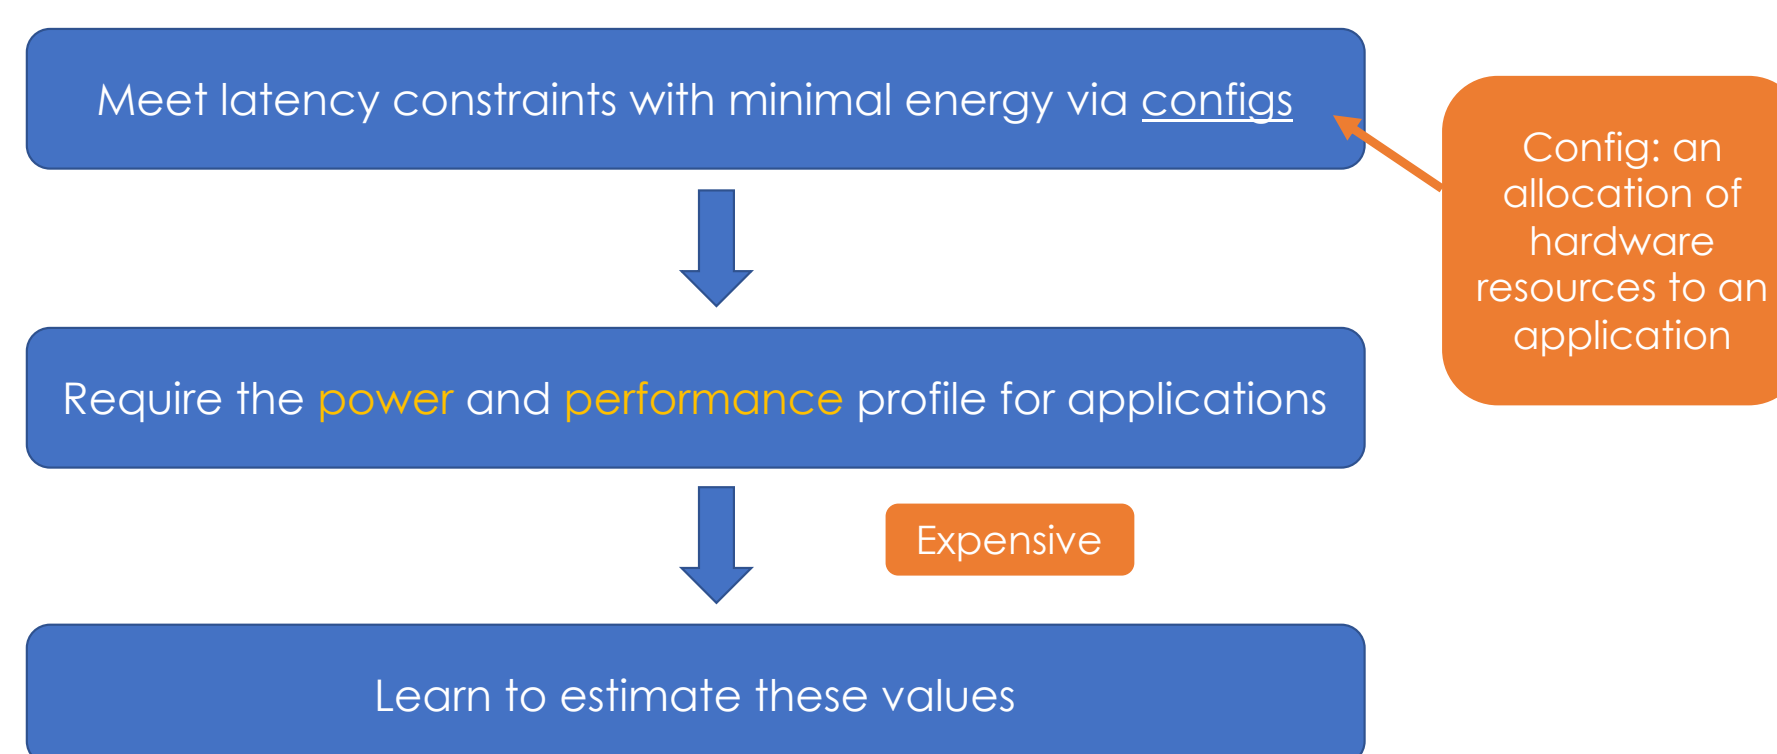 Meet latency constraints with minimal energy via configs
Config: an
allocation of
hardware
resources to an
application
Require the power and performance profile for applications
Expensive
Learn to estimate these values